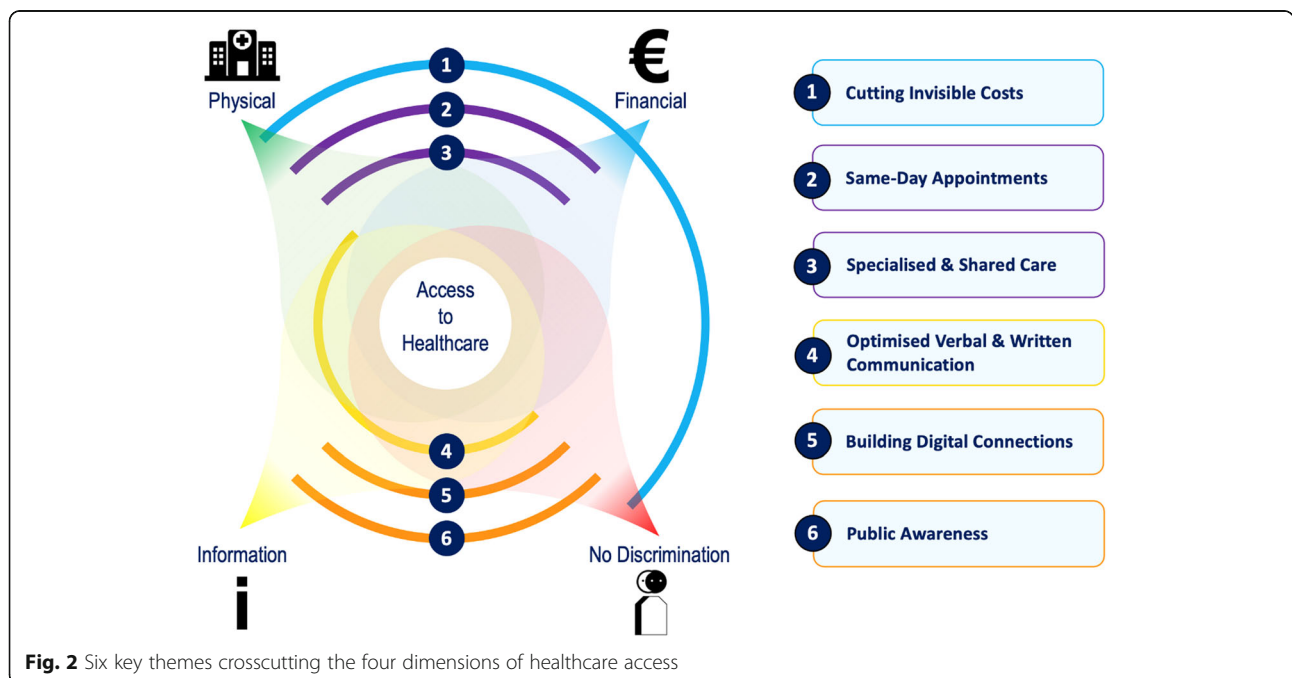 Physical
€
Financial
1
2
3
Access
to
Healthcare
4
5
6
Information
i
No Discrimination
1 Cutting Invisible Costs
2 Same-Day Appointments
3 Specialised & Shared Care
4 Optimised Verbal & Written
Communication
5 Building Digital Connections
6 Public Awareness
Fig. 2 Six key themes crosscutting the four dimensions of healthcare access